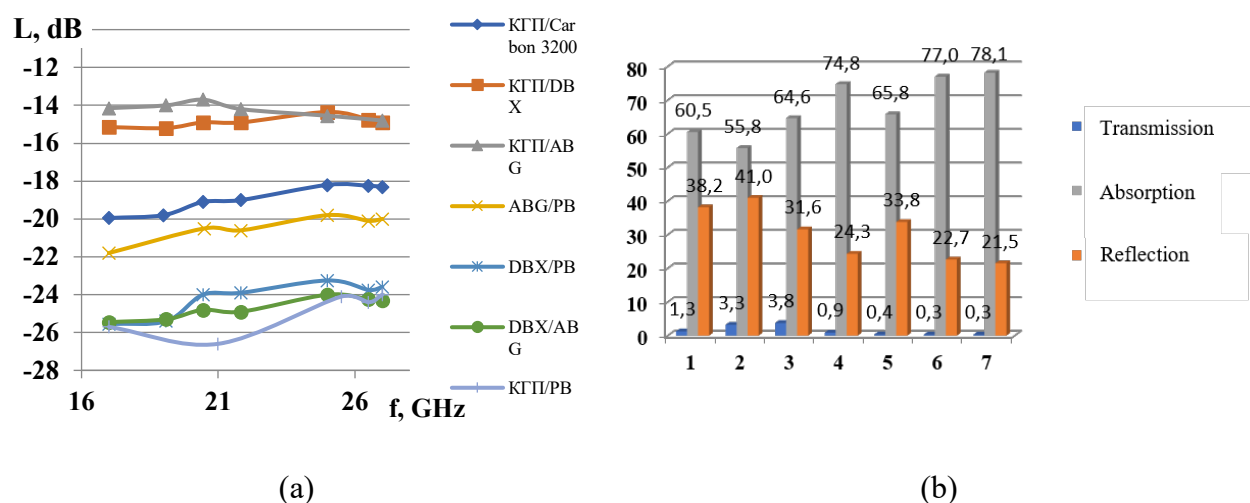 L, dB
-12
-14
-16
-18
-20
-22
-24
-26
-28
16
21
26
f, GHz
КГП/Car
bon 3200
КГП/DB
X
КГП/AB
G
ABG/PB
DBX/PB
DBX/AB
G
КГП/PB
(a)
80
70
60
50
40
30
20
10
0
60,5
55,8
64,6
74,8
65,8
77,0
78,1
38,2
41,0
31,6
24,3
33,8
22,7
21,5
1,3
3,3
3,8
0,9
0,4
0,3
0,3
1
2
3
4
5
6
7
Transmission
Absorption
Reflection
(b)